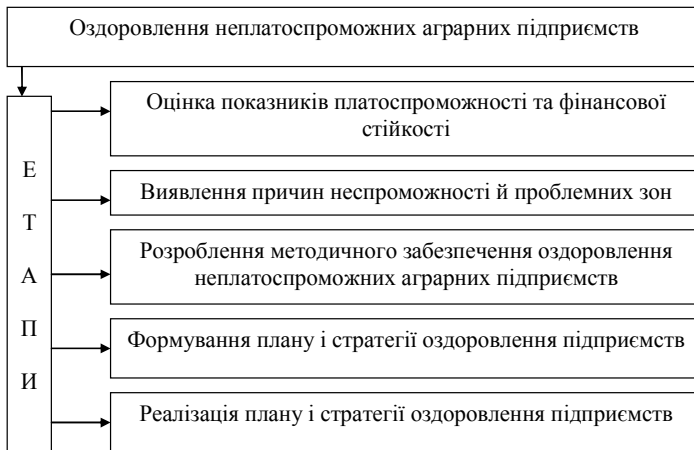 Оздоровлення неплатоспроможних аграрних підприємств
Оцінка показників платоспроможності та фінансової
стійкості
Виявлення причин неспроможності й проблемних зон
Розроблення методичного забезпечення оздоровлення
неплатоспроможних аграрних підприємств
Формування плану і стратегії оздоровлення підприємств
Реалізація плану і стратегії оздоровлення підприємств
Е
Т
А
П
И